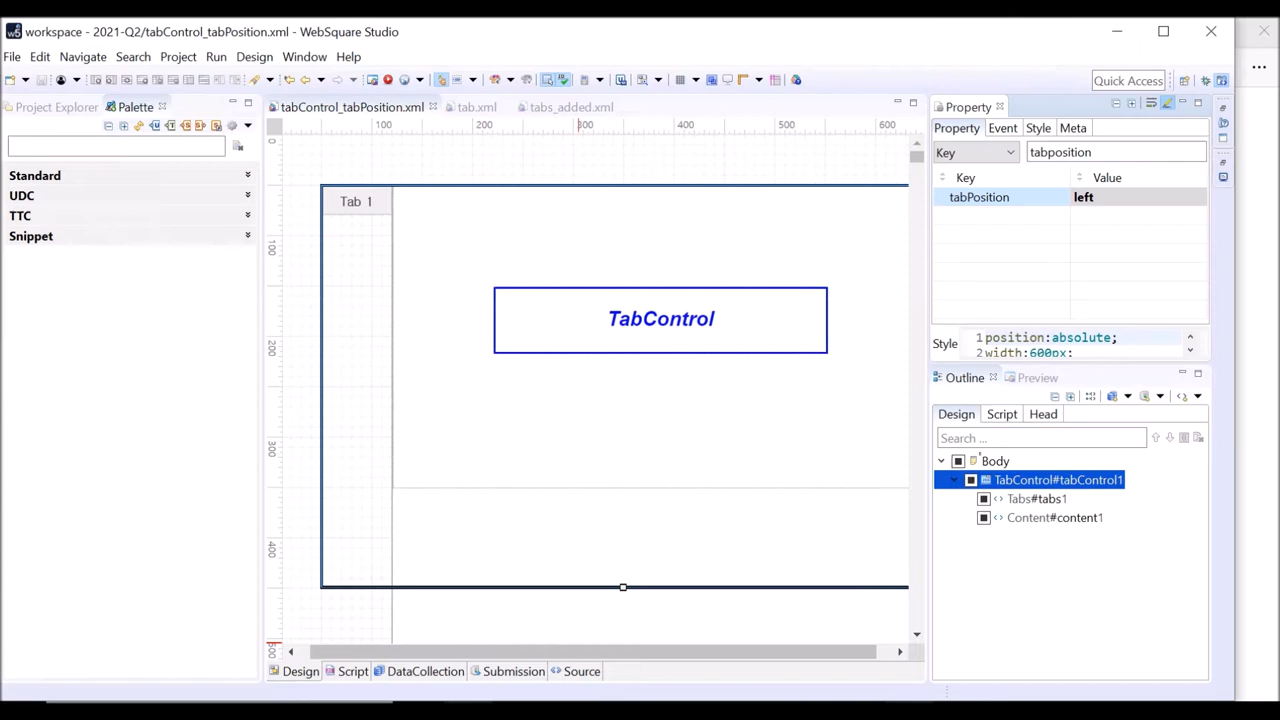 workspace - 2021-Q2/tabControl_tabPosition.xml - WebSquare Studio
File Edit Navigate Search Project Run Design Window Help
Quick Access
Project Explorer Palette
Standard
UDC
TTC
Snippet
tabControl_tabPosition.xml tab.xml tabs_added.xml
100 200 300 400 500 600
0
100
200
300
400
500
Tab 1
TabControl
Design Script DataCollection Submission Source
Property
Property Event Style Meta
Key tabposition
Key Value
tabPosition left
Style 1 position:absolute;
2 width:600px;
Outline Preview
Design Script Head
Search ...
Body
TabControl#tabControl1
Tabs#tabs1
Content#content1